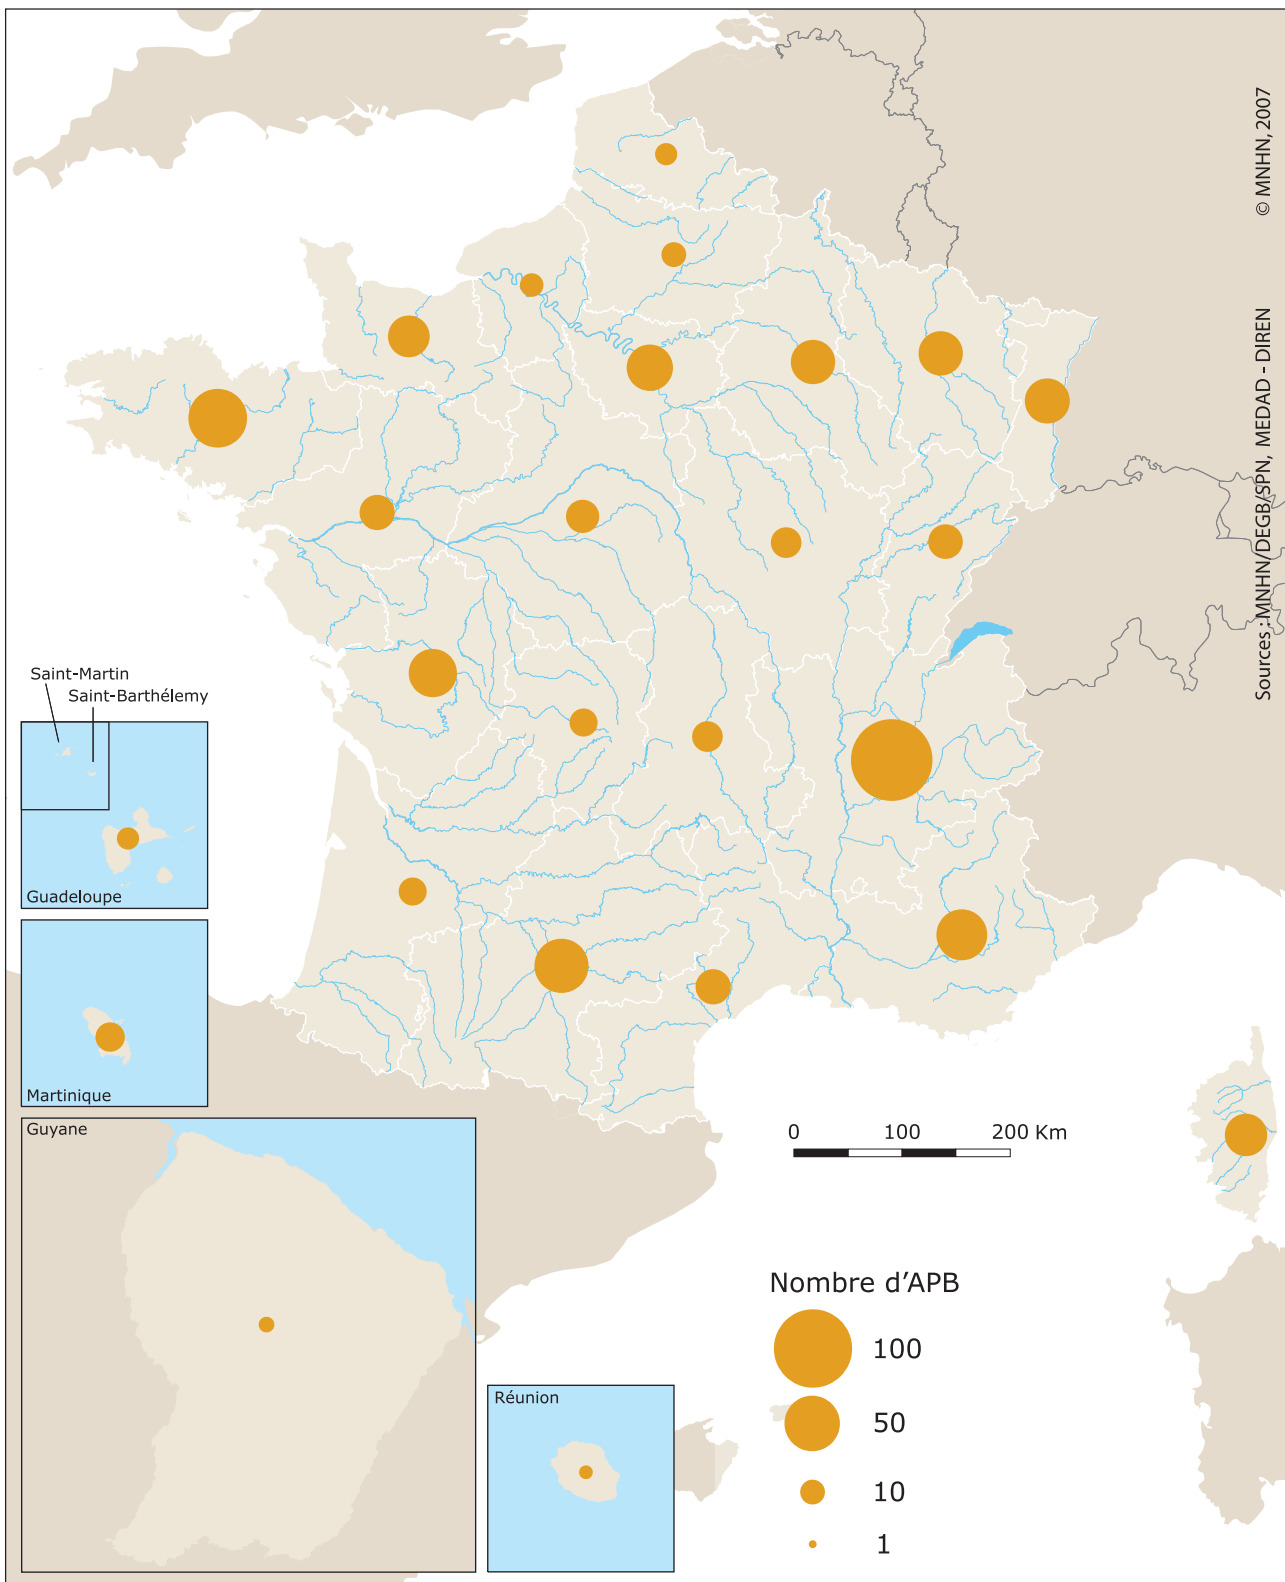 © MNHN, 2007
Sources : MNHN/DEGB/SPN, MEDAD - DIREN
Saint-Martin
Saint-Barthélemy
Guadeloupe
Martinique
Guyane
0 100 200 Km
Nombre d’APB
100
50
10
1
Réunion